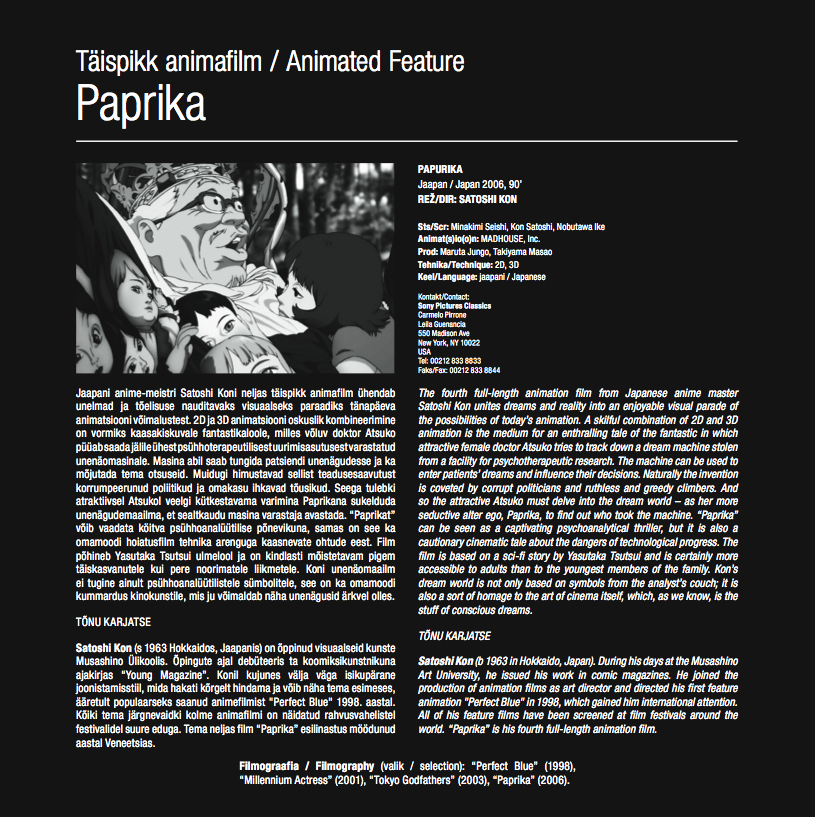 Täispikk animafilm / Animated Feature
Paprika
PAPURIKA
Jaapan / Japan 2006, 90’
REŽ/DIR: SATOSHI KON
Sts/Scr: Minakimi Seishi, Kon Satoshi, Nobutawa Ike
Animat(s)io(o)n: MADHOUSE, Inc.
Prod: Maruta Jungo, Takiyama Masao
Tehnika/Technique: 2D, 3D
Keel/Language: jaapani / Japanese
Kontakt/Contact:
Sony Pictures Classics
Carmelo Pirrone
Leila Guenancia
550 Madison Ave
New York, NY 10022
USA
Tel: 00212 833 8833
Faks/Fax: 00212 833 8844
Jaapani anime-meistri Satoshi Koni neljas täispikk animafilm ühendab
unelmad ja tõelisuse nauditavaks visuaalseks paraadiks tänapäeva
animatsiooni võimalustest. 2D ja 3D animatsiooni oskuslik kombineerimine
on vormiks kaasakiskuvale fantastikaloole, milles võluv doktor Atsuko
püüab saada jälile ühest psühhoterapeutilisest uurimisasutusest varastatud
unenäomasinale. Masina abil saab tungida patsiendi unenägudesse ja ka
mõjutada tema otsuseid. Muidugi himustavad sellist teadusesaavutust
korrumpeerunud poliitikud ja omakasu ihkavad tõusikud. Seega tulebki
atraktiivsel Atsukol veelgi kütkestavama varimina Paprikana sukelduda
unenägudemaailma, et sealtkaudu masina varastaja avastada. “Paprikat”
võib vaadata köitva psühhoanalüütilise põnevikuna, samas on see ka
omamoodi hoiatusfilm tehnika arenguga kaasnevate ohtude eest. Film
põhineb Yasutaka Tsutsui ulmelool ja on kindlasti mõistetavam pigem
täiskasvanutele kui pere noorimatele liikmetele. Koni unenäomaailm
ei tugine ainult psühhoanalüütilistele sümbolitele, see on ka omamoodi
kummardus kinokunstile, mis ju võimaldab näha unenägusid ärkvel olles.
TÕNU KARJATSE
Satoshi Kon (s 1963 Hokkaidos, Jaapanis) on õppinud visuaalseid kunste
Musashino Ülikoolis. Õpingute ajal debüteeris ta koomiksikunstnikuna
ajakirjas "Young Magazine". Konil kujunes välja väga isikupärane
joonistamisstiil, mida hakati kõrgelt hindama ja võib näha tema esimeses,
ääretult populaarseks saanud animefilmist "Perfect Blue" 1998. aastal.
Kõiki tema järgnevaidki kolme animafilmi on näidatud rahvusvahelistel
festivalidel suure eduga. Tema neljas film “Paprika” esilinastus möödunud
aastal Veneetsias.
The fourth full-length animation film from Japanese anime master
Satoshi Kon unites dreams and reality into an enjoyable visual parade of
the possibilities of today’s animation. A skilful combination of 2D and 3D
animation is the medium for an enthralling tale of the fantastic in which
attractive female doctor Atsuko tries to track down a dream machine stolen
from a facility for psychotherapeutic research. The machine can be used to
enter patients’ dreams and influence their decisions. Naturally the invention
is coveted by corrupt politicians and ruthless and greedy climbers. And
so the attractive Atsuko must delve into the dream world – as her more
seductive alter ego, Paprika, to find out who took the machine. “Paprika”
can be seen as a captivating psychoanalytical thriller, but it is also a
cautionary cinematic tale about the dangers of technological progress. The
film is based on a sci-fi story by Yasutaka Tsutsui and is certainly more
accessible to adults than to the youngest members of the family. Kon’s
dream world is not only based on symbols from the analyst’s couch; it is
also a sort of homage to the art of cinema itself, which, as we know, is the
stuff of conscious dreams.
TÕNU KARJATSE
Satoshi Kon (b 1963 in Hokkaido, Japan). During his days at the Musashino
Art University, he issued his work in comic magazines. He joined the
production of animation films as art director and directed his first feature
animation "Perfect Blue" in 1998, which gained him international attention.
All of his feature films have been screened at film festivals around the
world. “Paprika” is his fourth full-length animation film.
Filmograafia / Filmography (valik / selection): “Perfect Blue” (1998),
“Millennium Actress” (2001), “Tokyo Godfathers” (2003), “Paprika” (2006).